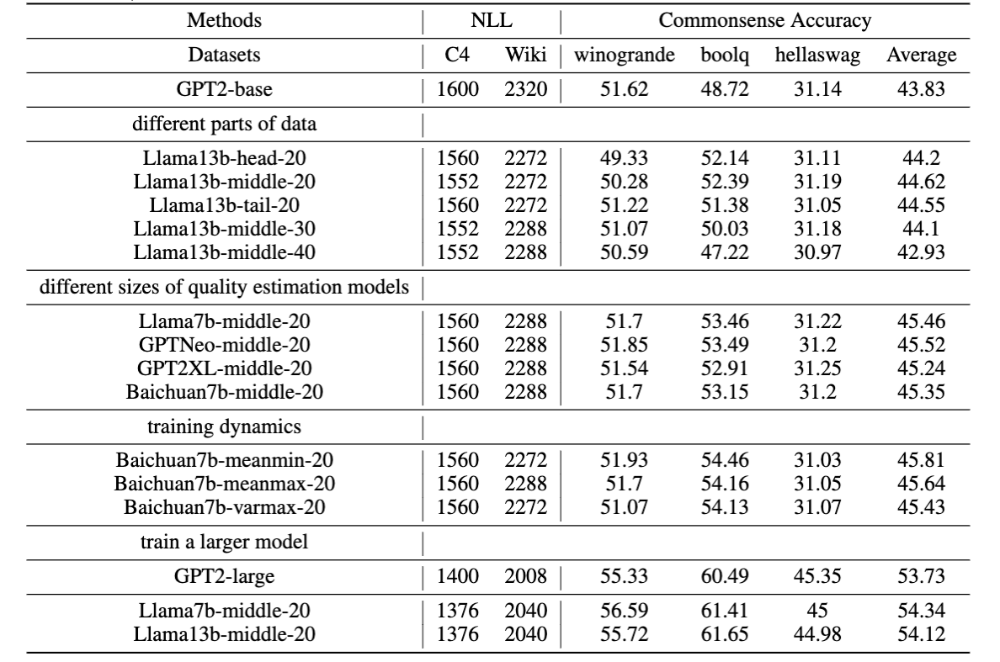 Methods NLL Commonsense Accuracy
Datasets C4 Wiki winogrande boolq hellaswag Average
GPT2-base 1600 2320 51.62 48.72 31.14 43.83
different parts of data
Llama13b-head-20 1560 2272 49.33 52.14 31.11 44.2
Llama13b-middle-20 1552 2272 50.28 52.39 31.19 44.62
Llama13b-tail-20 1560 2272 51.22 51.38 31.05 44.55
Llama13b-middle-30 1552 2288 51.07 50.03 31.18 44.1
Llama13b-middle-40 1552 2288 50.59 47.22 30.97 42.93
different sizes of quality estimation models
Llama7b-middle-20 1560 2288 51.7 53.46 31.22 45.46
GPTNeo-middle-20 1560 2288 51.85 53.49 31.2 45.52
GPT2XL-middle-20 1560 2288 51.54 52.91 31.25 45.24
Baichuan7b-middle-20 1560 2288 51.7 53.15 31.2 45.35
training dynamics
Baichuan7b-meanmin-20 1560 2272 51.93 54.46 31.03 45.81
Baichuan7b-meanmax-20 1560 2288 51.7 54.16 31.05 45.64
Baichuan7b-varmax-20 1560 2272 51.07 54.13 31.07 45.43
train a larger model
GPT2-large 1400 2008 55.33 60.49 45.35 53.73
Llama7b-middle-20 1376 2040 56.59 61.41 45 54.34
Llama13b-middle-20 1376 2040 55.72 61.65 44.98 54.12